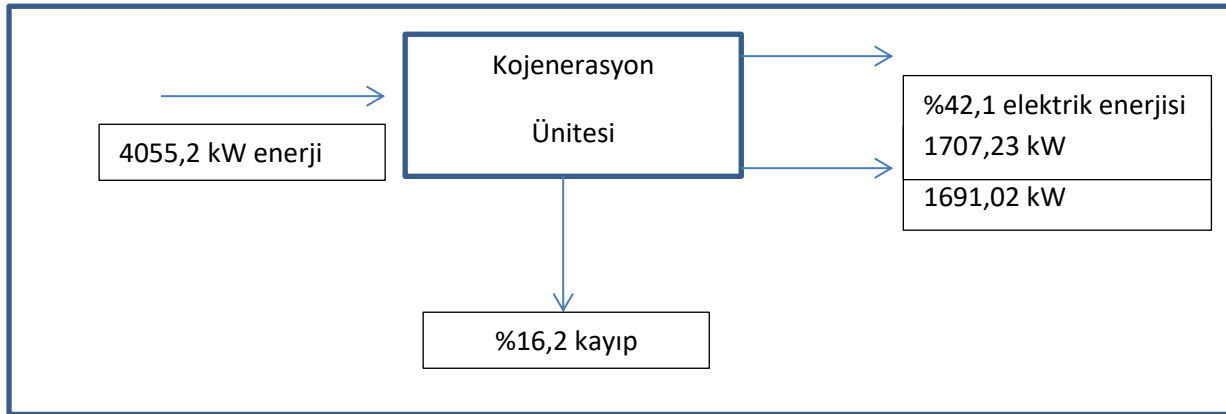 Kojenerasyon
Ünitesi
4055,2 kW enerji
%42,1 elektrik enerjisi
1707,23 kW
1691,02 kW
%16,2 kayıp